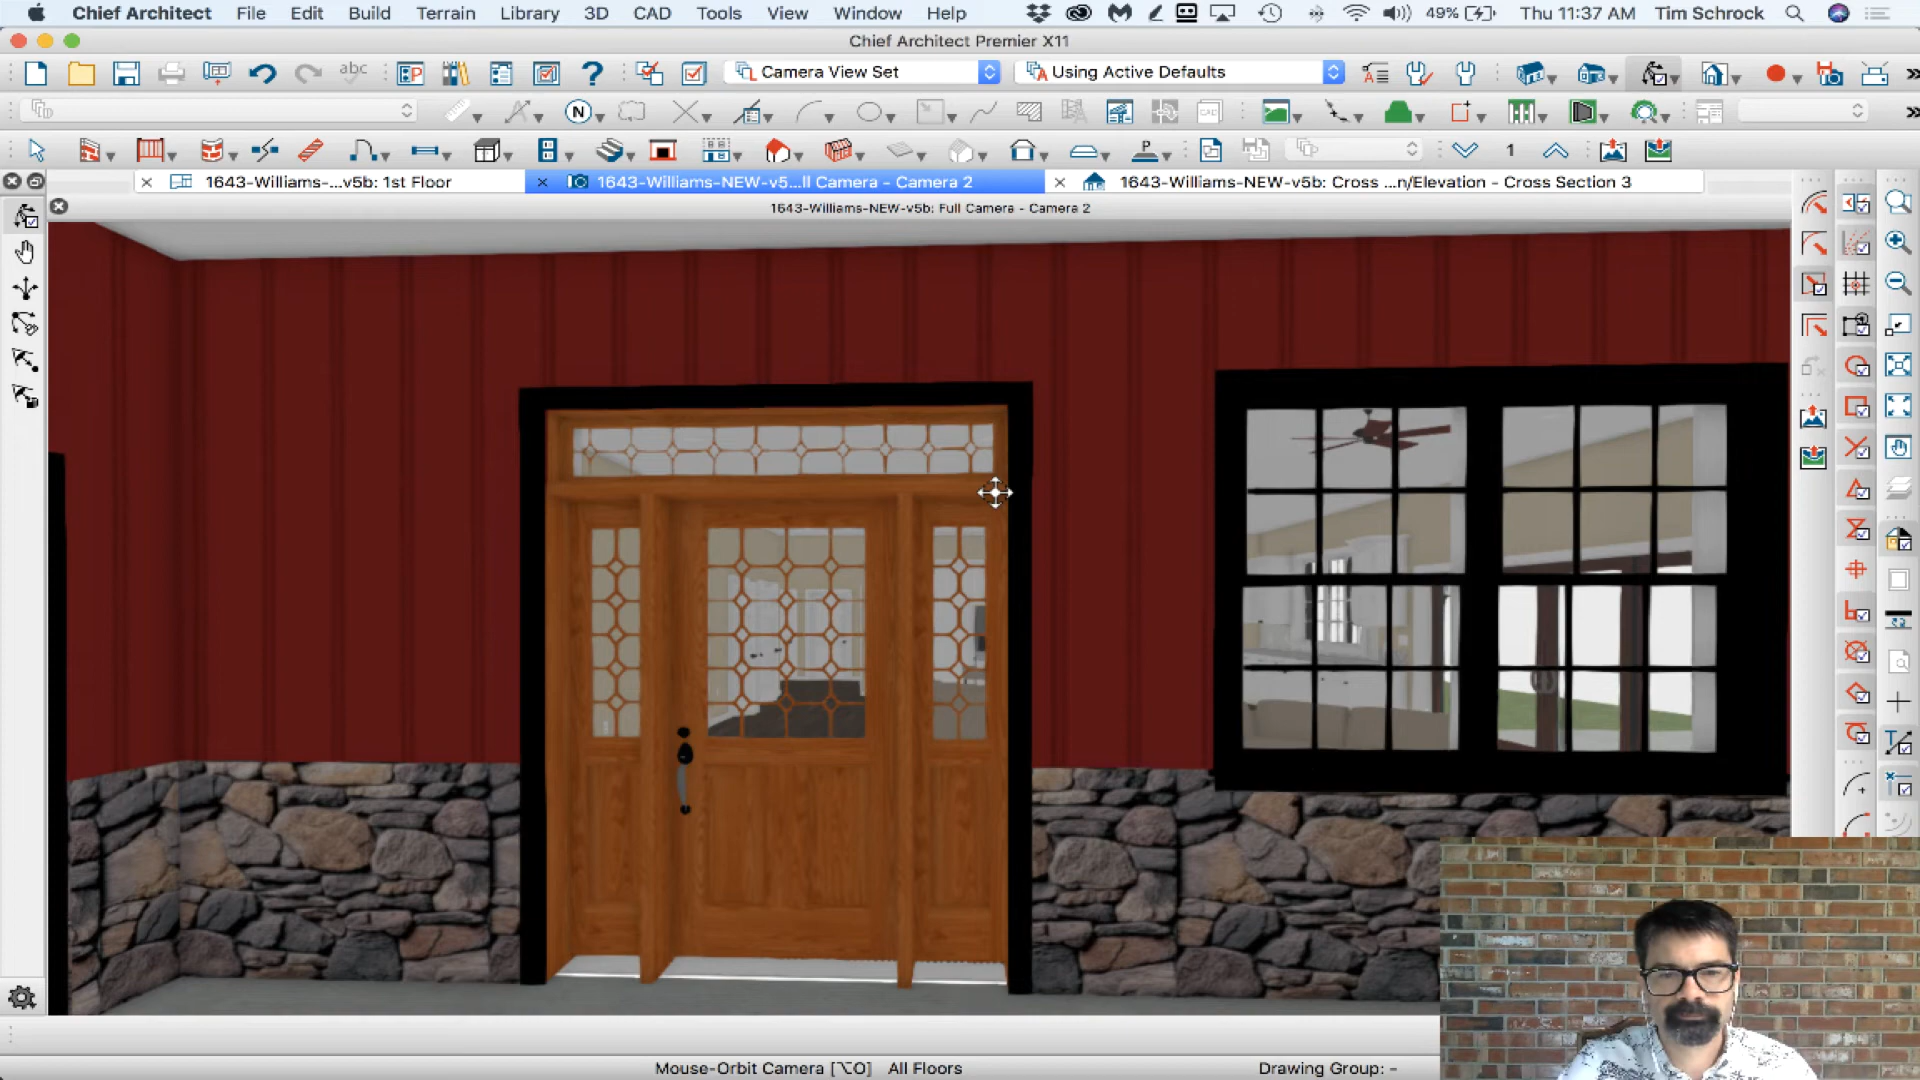 Chief Architect File Edit Build Terrain Library 3D CAD Tools View Window Help 49% Thu 11:37 AM Tim Schrock
Chief Architect Premier X11
abc P ? Camera View Set Using Active Defaults
N
P 1
1643-Williams-...v5b: 1st Floor 1643-Williams-NEW-v5...ll Camera - Camera 2 1643-Williams-NEW-v5b: Cross ...n/Elevation - Cross Section 3
1643-Williams-NEW-v5b: Full Camera - Camera 2
Mouse-Orbit Camera [⌥O] All Floors Drawing Group: -